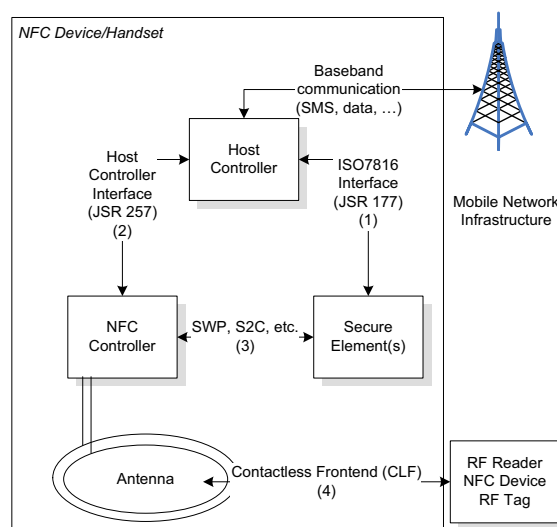 NFC Device/Handset
Baseband
communication
(SMS, data, …)
Host
Controller
Interface
(JSR 257)
(2)
Host
Controller
ISO7816
Interface
(JSR 177)
(1)
Mobile Network
Infrastructure
NFC
Controller
SWP, S2C, etc.
(3)
Secure
Element(s)
Antenna
Contactless Frontend (CLF)
(4)
RF Reader
NFC Device
RF Tag